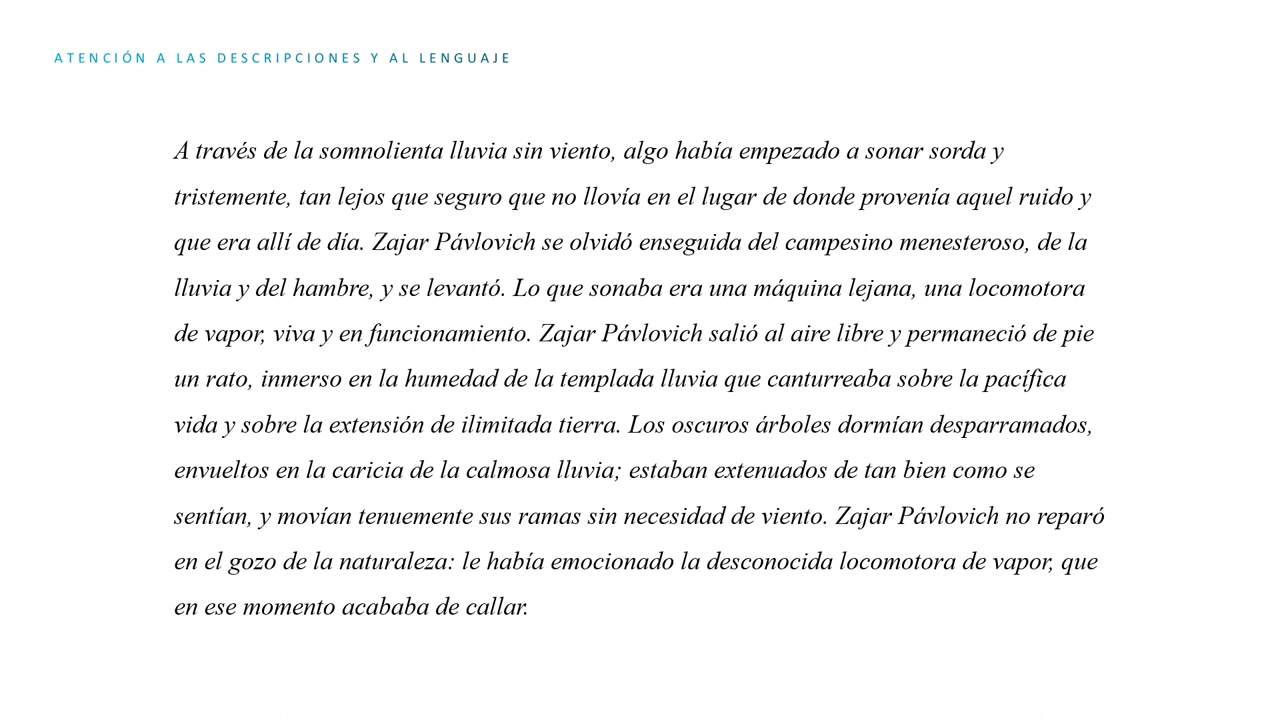 ATENCIÓN A LAS DESCRIPCIONES Y AL LENGUAJE
A través de la somnolienta lluvia sin viento, algo había empezado a sonar sorda y
tristemente, tan lejos que seguro que no llovía en el lugar de donde provenía aquel ruido y
que era allí de día. Zajar Pávlovich se olvidó enseguida del campesino menesteroso, de la
lluvia y del hambre, y se levantó. Lo que sonaba era una máquina lejana, una locomotora
de vapor, viva y en funcionamiento. Zajar Pávlovich salió al aire libre y permaneció de pie
un rato, inmerso en la humedad de la templada lluvia que canturreaba sobre la pacífica
vida y sobre la extensión de ilimitada tierra. Los oscuros árboles dormían desparramados,
envueltos en la caricia de la calmosa lluvia; estaban extenuados de tan bien como se
sentían, y movían tenuemente sus ramas sin necesidad de viento. Zajar Pávlovich no reparó
en el gozo de la naturaleza: le había emocionado la desconocida locomotora de vapor, que
en ese momento acababa de callar.